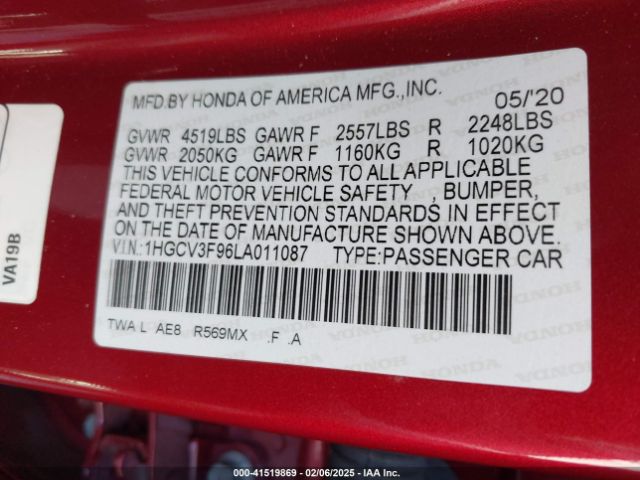 MFD.BY HONDA OF AMERICA MFG.,INC. 05/'20
GVWR 4519LBS GAWR F 2557LBS R 2248LBS
GVWR 2050KG GAWR F 1160KG R 1020KG
THIS VEHICLE CONFORMS TO ALL APPLICABLE
FEDERAL MOTOR VEHICLE SAFETY , BUMPER,
AND THEFT PREVENTION STANDARDS IN EFFECT
ON THE DATE OF MANUFACTURE SHOWN ABOVE.
V.I.N.:1HGCV3F96LA011087 TYPE:PASSENGER CAR
TWA L AE8 R569MX .F .A
VA19B
00-41519869 - 02/06/2025 - IAA Inc.